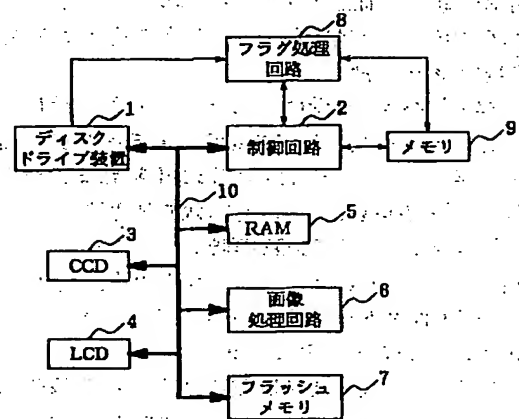 8
フラグ処理
回路
1
2
ディスク
ドライブ装置
制御回路
メモリ
9
10
3
RAM
5
CCD
6
画像
処理回路
4
LCD
7
フラッシュ
メモリ